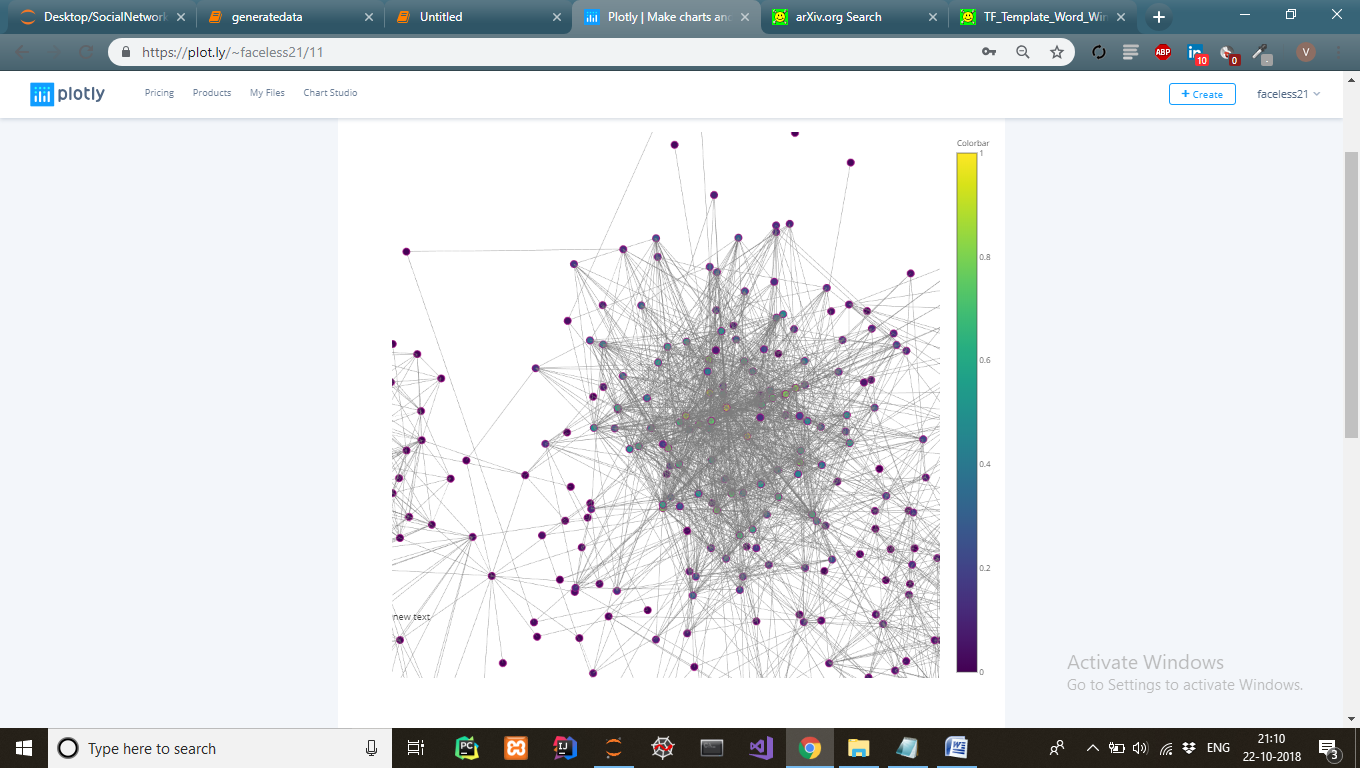 Desktop/SocialNetwork
generatedata
Untitled
Plotly | Make charts and
arXiv.org Search
TF_Template_Word_Win
https://plot.ly/~faceless21/11
ABP
10
0
-
V
plotly
Pricing
Products
My Files
Chart Studio
+ Create
faceless21
Colorbar
1
0.8
0.6
0.4
0.2
0
new text
Activate Windows
Go to Settings to activate Windows.
Type here to search
PC
IJ
W
ENG
21:10
22-10-2018
3